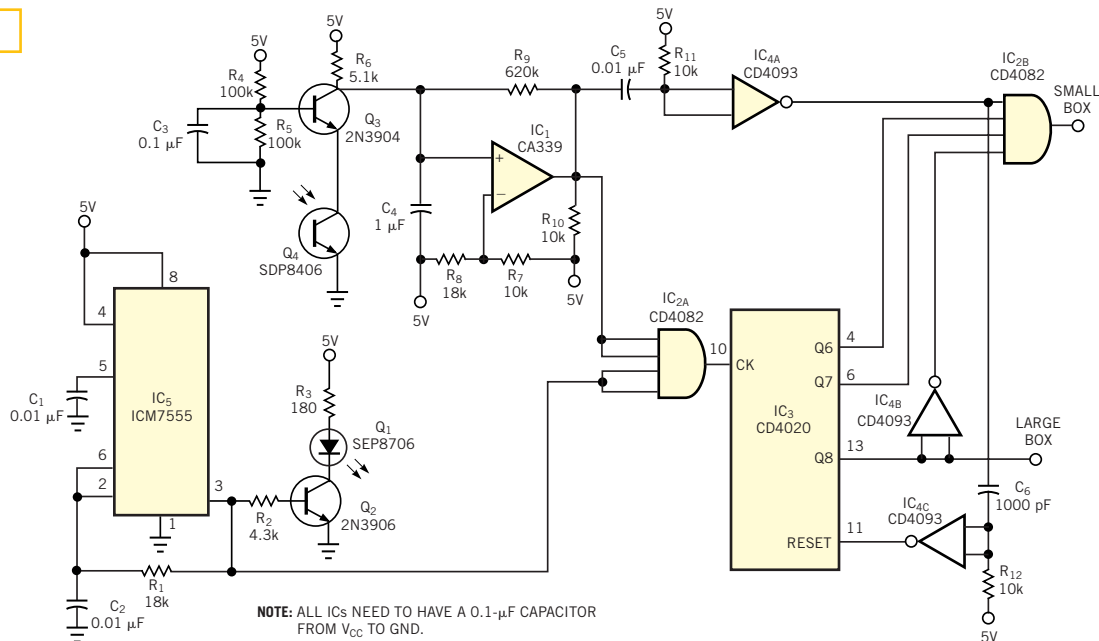 5V
5V
5V
R4
100k
R6
5.1k
R9
620k
C5
0.01 µF
R11
10k
IC4A
CD4093
IC2B
CD4082
SMALL
BOX
C3
0.1 µF
R5
100k
Q3
2N3904
IC1
CA339
+
–
C4
1 µF
R10
10k
Q4
SDP8406
R8
18k
R7
10k
5V
5V
5V
8
4
5
C1
0.01 µF
IC5
ICM7555
6
2
3
1
5V
R3
180
Q1
SEP8706
R2
4.3k
Q2
2N3906
R1
18k
C2
0.01 µF
IC2A
CD4082
10
CK
IC3
CD4020
Q6
4
Q7
6
Q8
13
RESET
11
IC4B
CD4093
LARGE
BOX
C6
1000 pF
IC4C
CD4093
R12
10k
5V
NOTE: ALL ICs NEED TO HAVE A 0.1-µF CAPACITOR
FROM VCC TO GND.